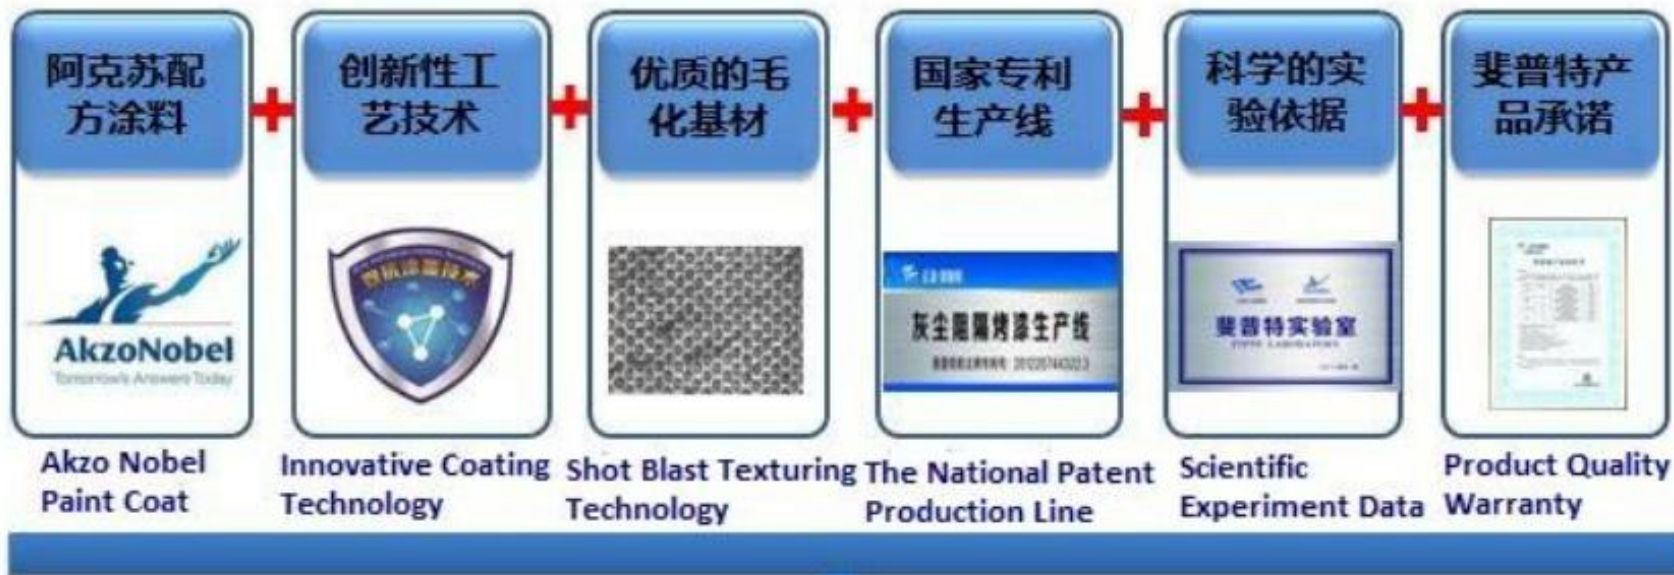 阿克苏配
方涂料
创新性工
艺技术
优质的毛
化基材
国家专利
生产线
科学的实
验依据
斐普特产
品承诺
AkzoNobel
Tomorrow's Answers Today
灰尘阻隔烤漆生产线
斐普特实验室
Akzo Nobel
Paint Coat
Innovative Coating
Technology
Shot Blast Texturing
Technology
The National Patent
Production Line
Scientific
Experiment Data
Product Quality
Warranty